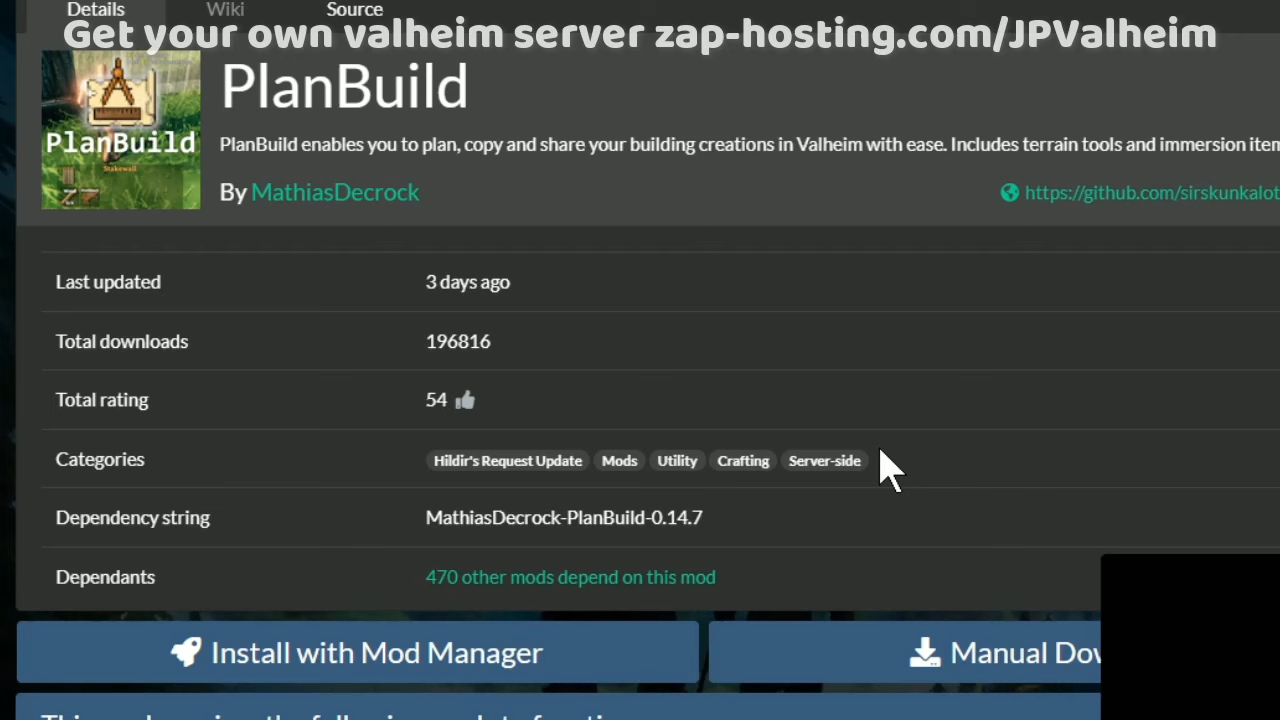 Details Wiki Source
Get your own valheim server zap-hosting.com/JPValheim
PlanBuild
PlanBuild
PlanBuild enables you to plan, copy and share your building creations in Valheim with ease. Includes terrain tools and immersion
By MathiasDecrock
https://github.com/sirskunkalot
Last updated 3 days ago
Total downloads 196816
Total rating 54
Categories Hildir's Request Update Mods Utility Crafting Server-side
Dependency string MathiasDecrock-PlanBuild-0.14.7
Dependants 470 other mods depend on this mod
Install with Mod Manager
Manual